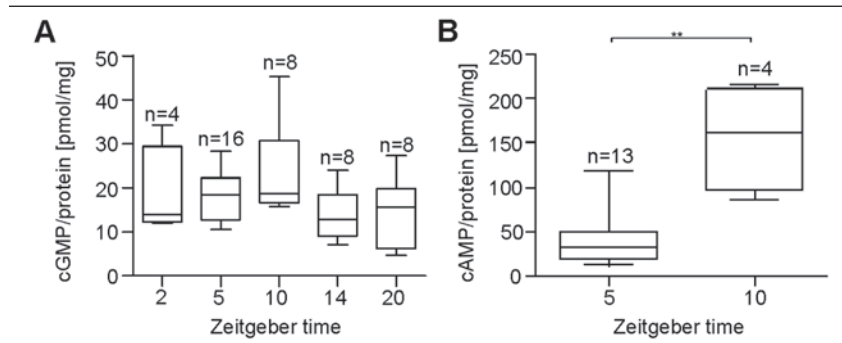 A
cGMP/protein [pmol/mg]
50
40
30
20
10
0
n=4
n=16
n=8
n=8
n=8
2 5 10 14 20
Zeitgeber time
B
cAMP/protein [pmol/mg]
250
200
150
100
50
0
**
n=13
n=4
5 10
Zeitgeber time